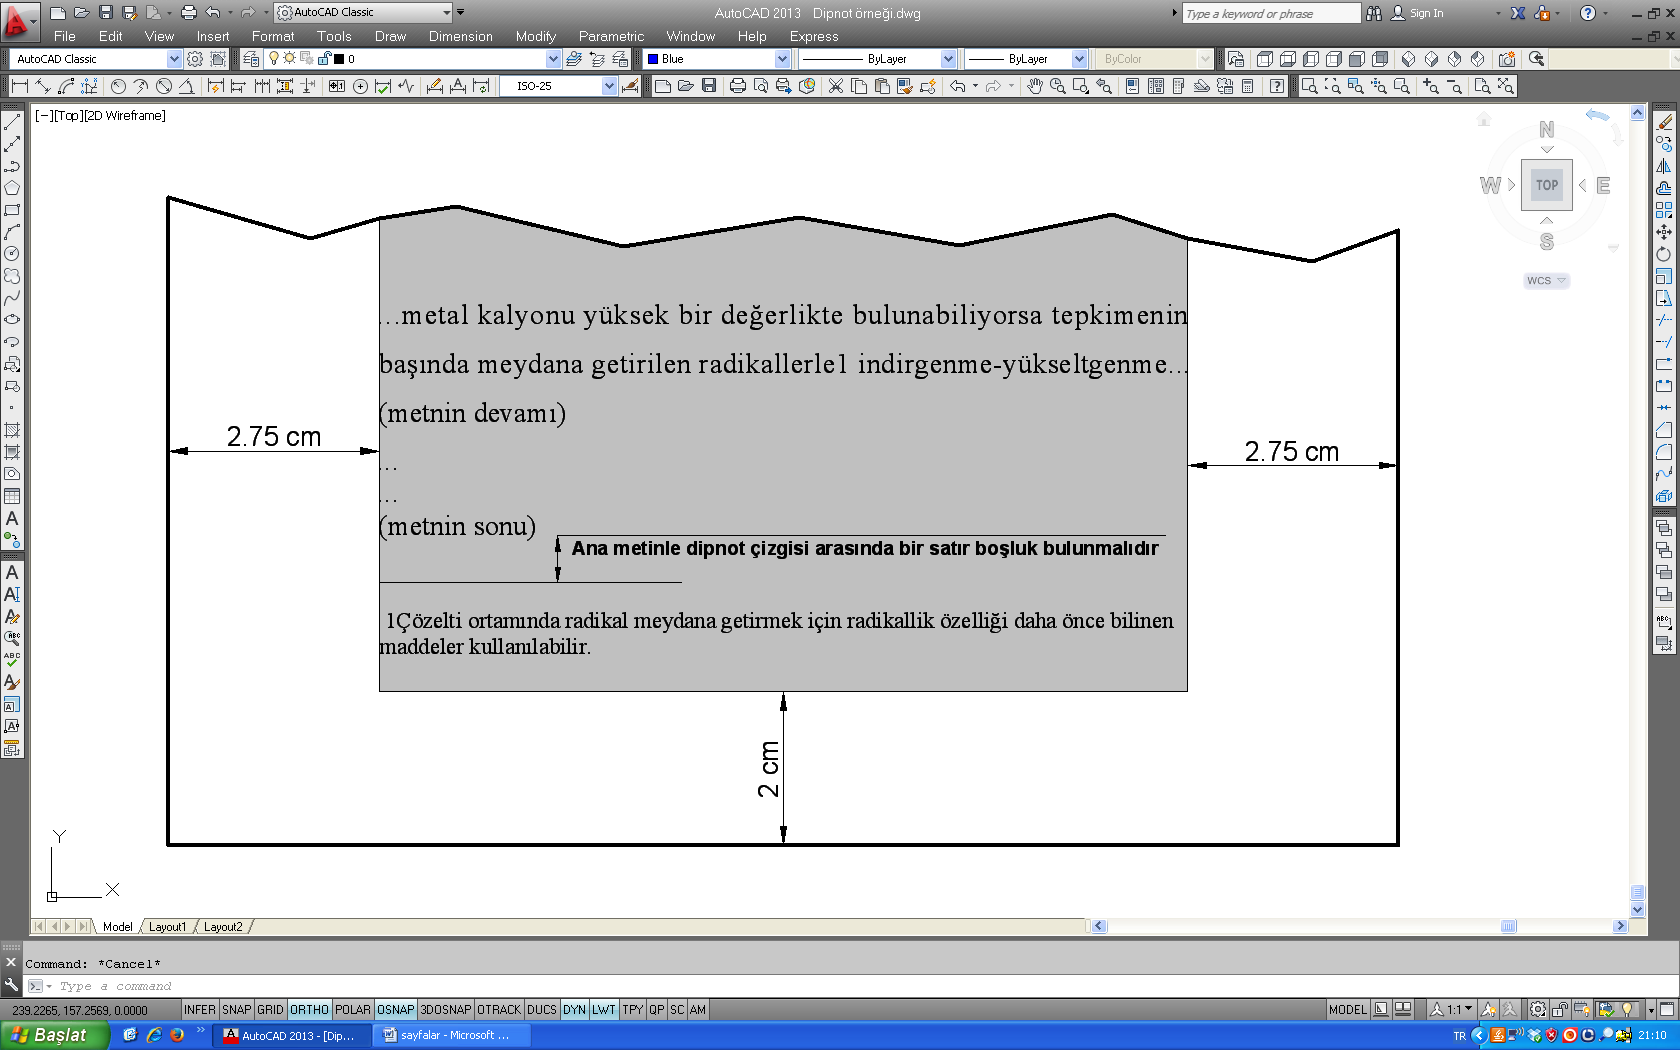 AutoCAD Classic
AutoCAD 2013 Dipnot örneği.dwg
Type a keyword or phrase
Sign In
File Edit View Insert Format Tools Draw Dimension Modify Parametric Window Help Express
AutoCAD Classic
0
Blue
ByLayer
ByLayer
ByColor
ISO-25
[−][Top][2D Wireframe]
N
W TOP E
S
WCS
...metal kalyonu yüksek bir değerlikte bulunabiliyorsa tepkimenin
başında meydana getirilen radikallerle1 indirgenme-yükseltgenme...
(metnin devamı)
2.75 cm
2.75 cm
...
...
(metnin sonu)
Ana metinle dipnot çizgisi arasında bir satır boşluk bulunmalıdır
1Çözelti ortamında radikal meydana getirmek için radikallik özelliği daha önce bilinen
maddeler kullanılabilir.
2 cm
Y
X
Model Layout1 Layout2
Command: *Cancel*
Type a command
239.2265, 157.2569, 0.0000 INFER SNAP GRID ORTHO POLAR OSNAP 3DOSNAP OTRACK DUCS DYN LWT TPY QP SC AM MODEL 1:1
Başlat AutoCAD 2013 - [Dip... sayfalar - Microsoft ... TR 21:10